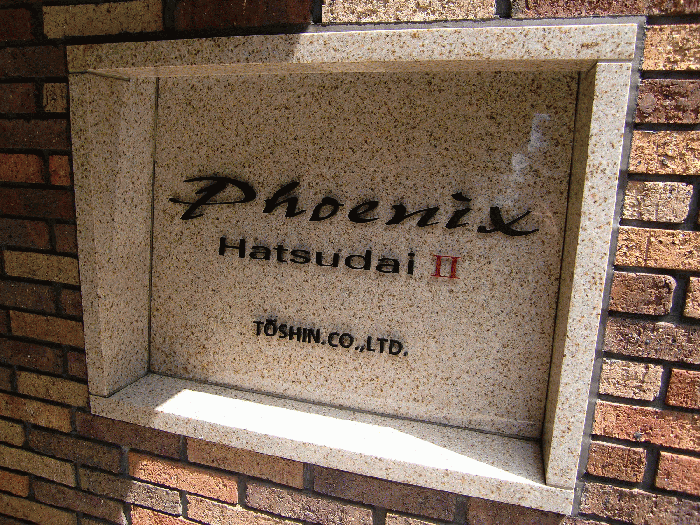 Phoenix
Hatsudai II
TŌSHIN.CO.,LTD.